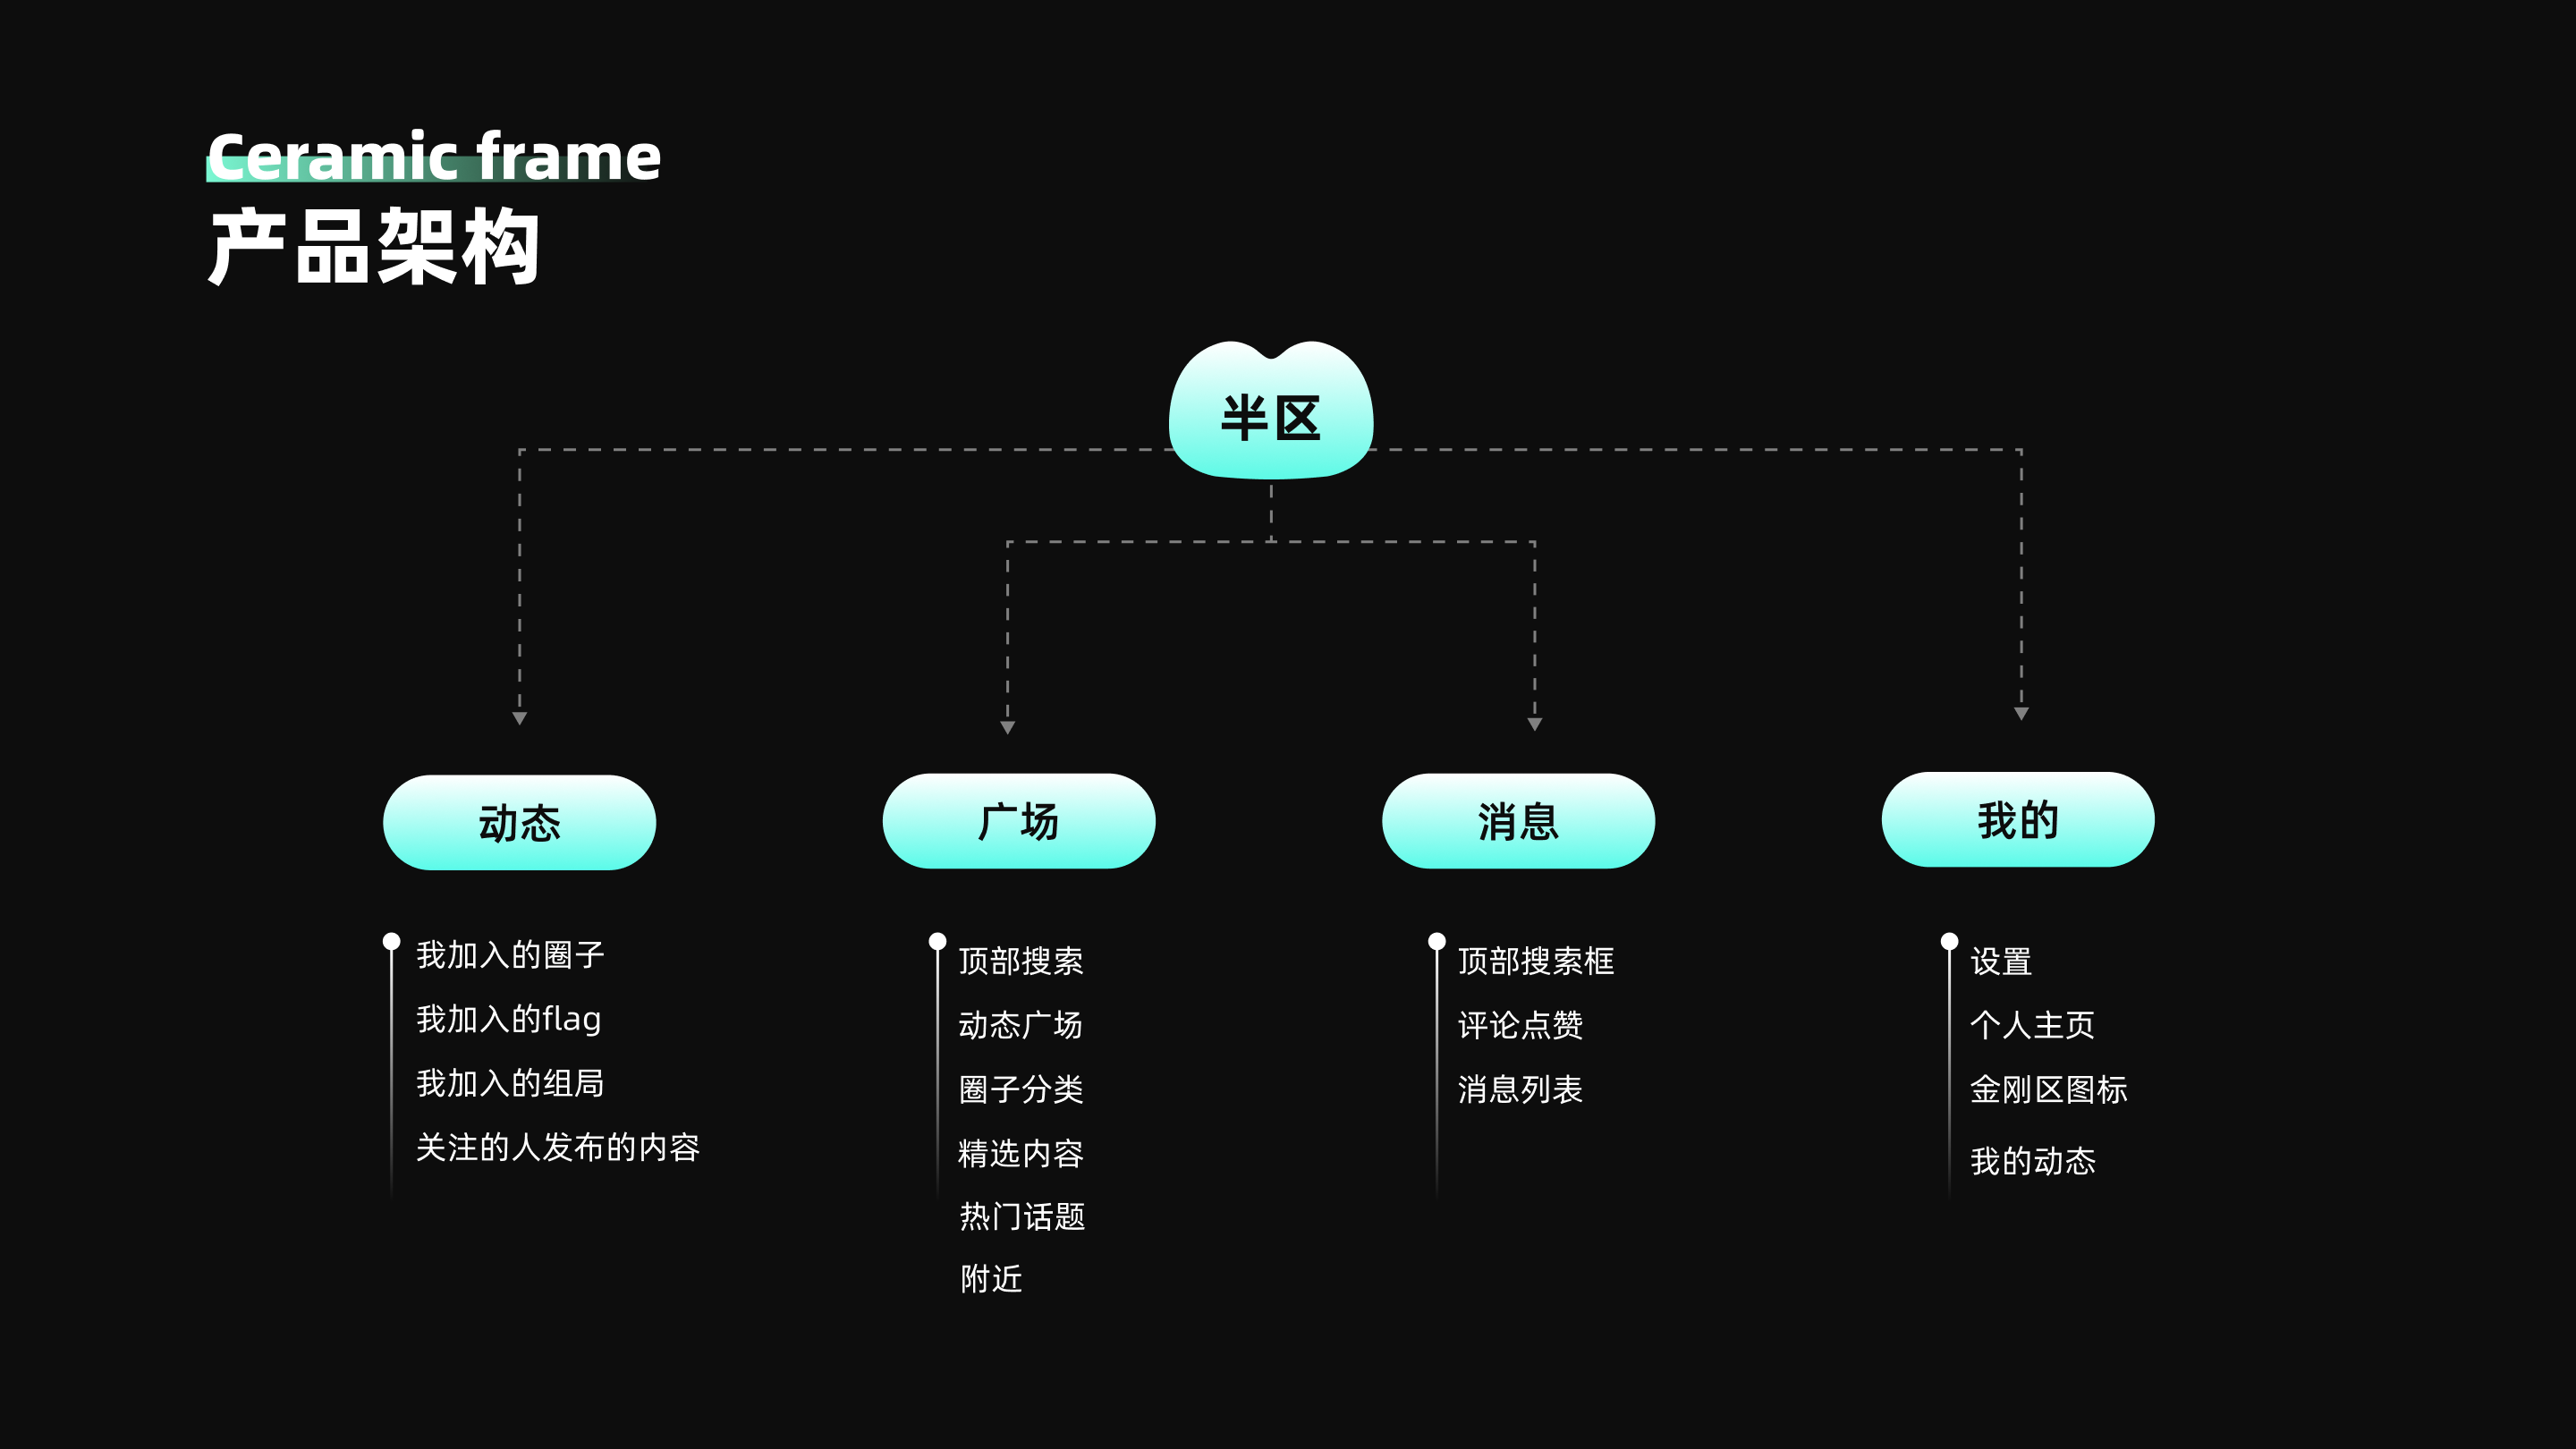 Ceramic frame
产品架构
半区
动态
我加入的圈子
我加入的flag
我加入的组局
关注的人发布的内容
广场
顶部搜索
动态广场
圈子分类
精选内容
热门话题
附近
消息
顶部搜索框
评论点赞
消息列表
我的
设置
个人主页
金刚区图标
我的动态